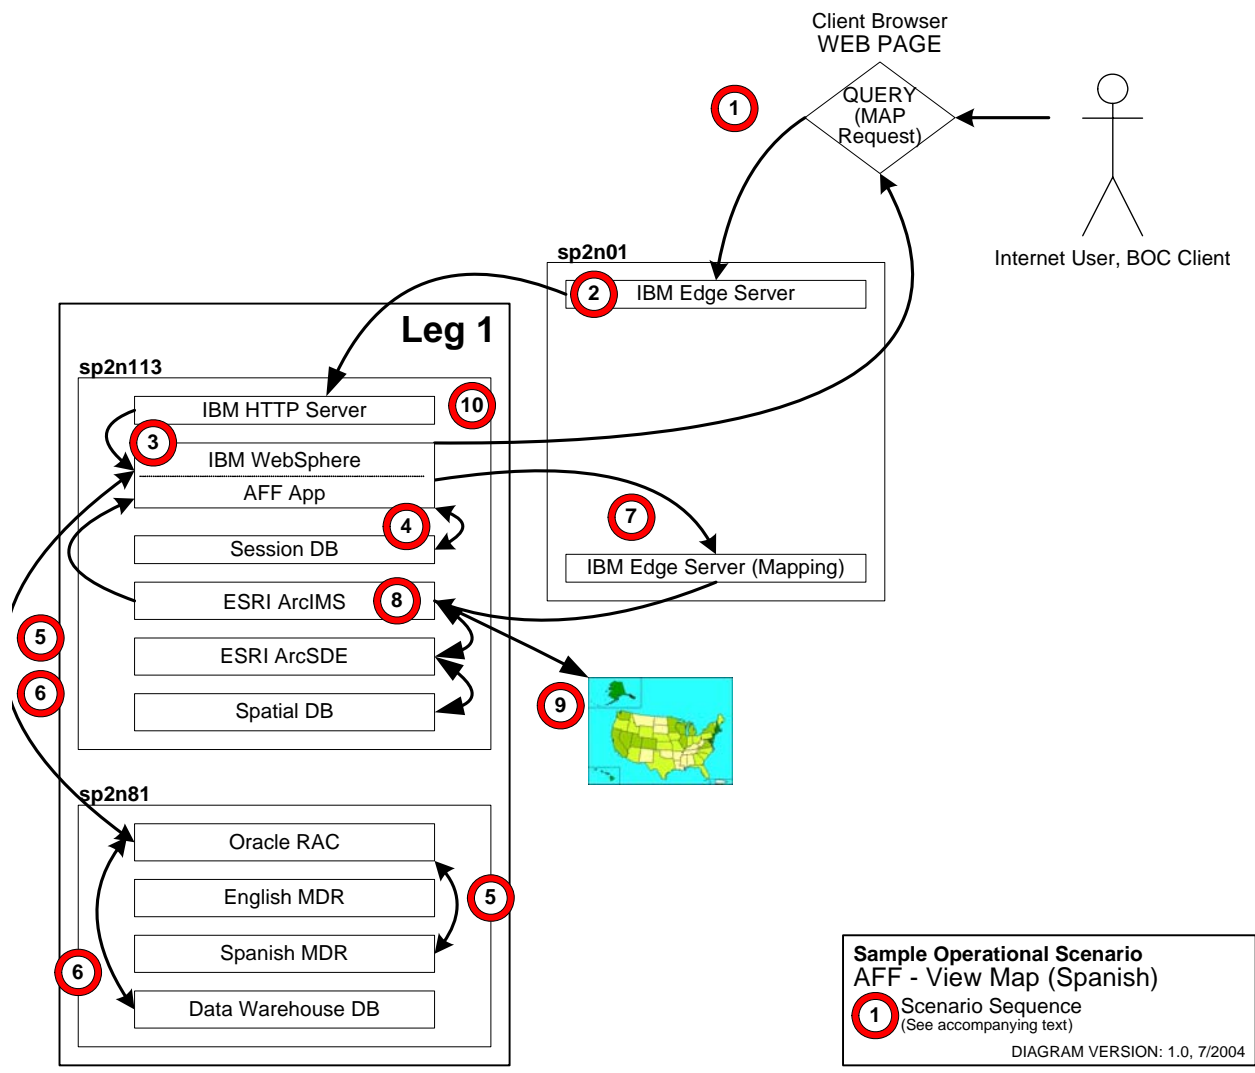 Client Browser
WEB PAGE
1
QUERY
(MAP
Request)
Internet User, BOC Client
sp2n01
2
IBM Edge Server
Leg 1
sp2n113
IBM HTTP Server
10
3
IBM WebSphere
AFF App
4
7
Session DB
IBM Edge Server (Mapping)
ESRI ArcIMS
8
5
ESRI ArcSDE
6
9
Spatial DB
sp2n81
Oracle RAC
English MDR
5
Spanish MDR
6
Data Warehouse DB
Sample Operational Scenario
AFF - View Map (Spanish)
1
Scenario Sequence
(See accompanying text)
DIAGRAM VERSION: 1.0, 7/2004